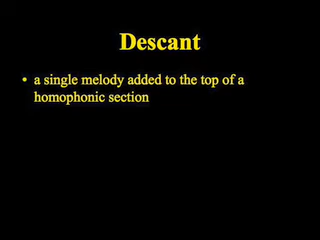 Descant
• a single melody added to the top of a
homophonic section